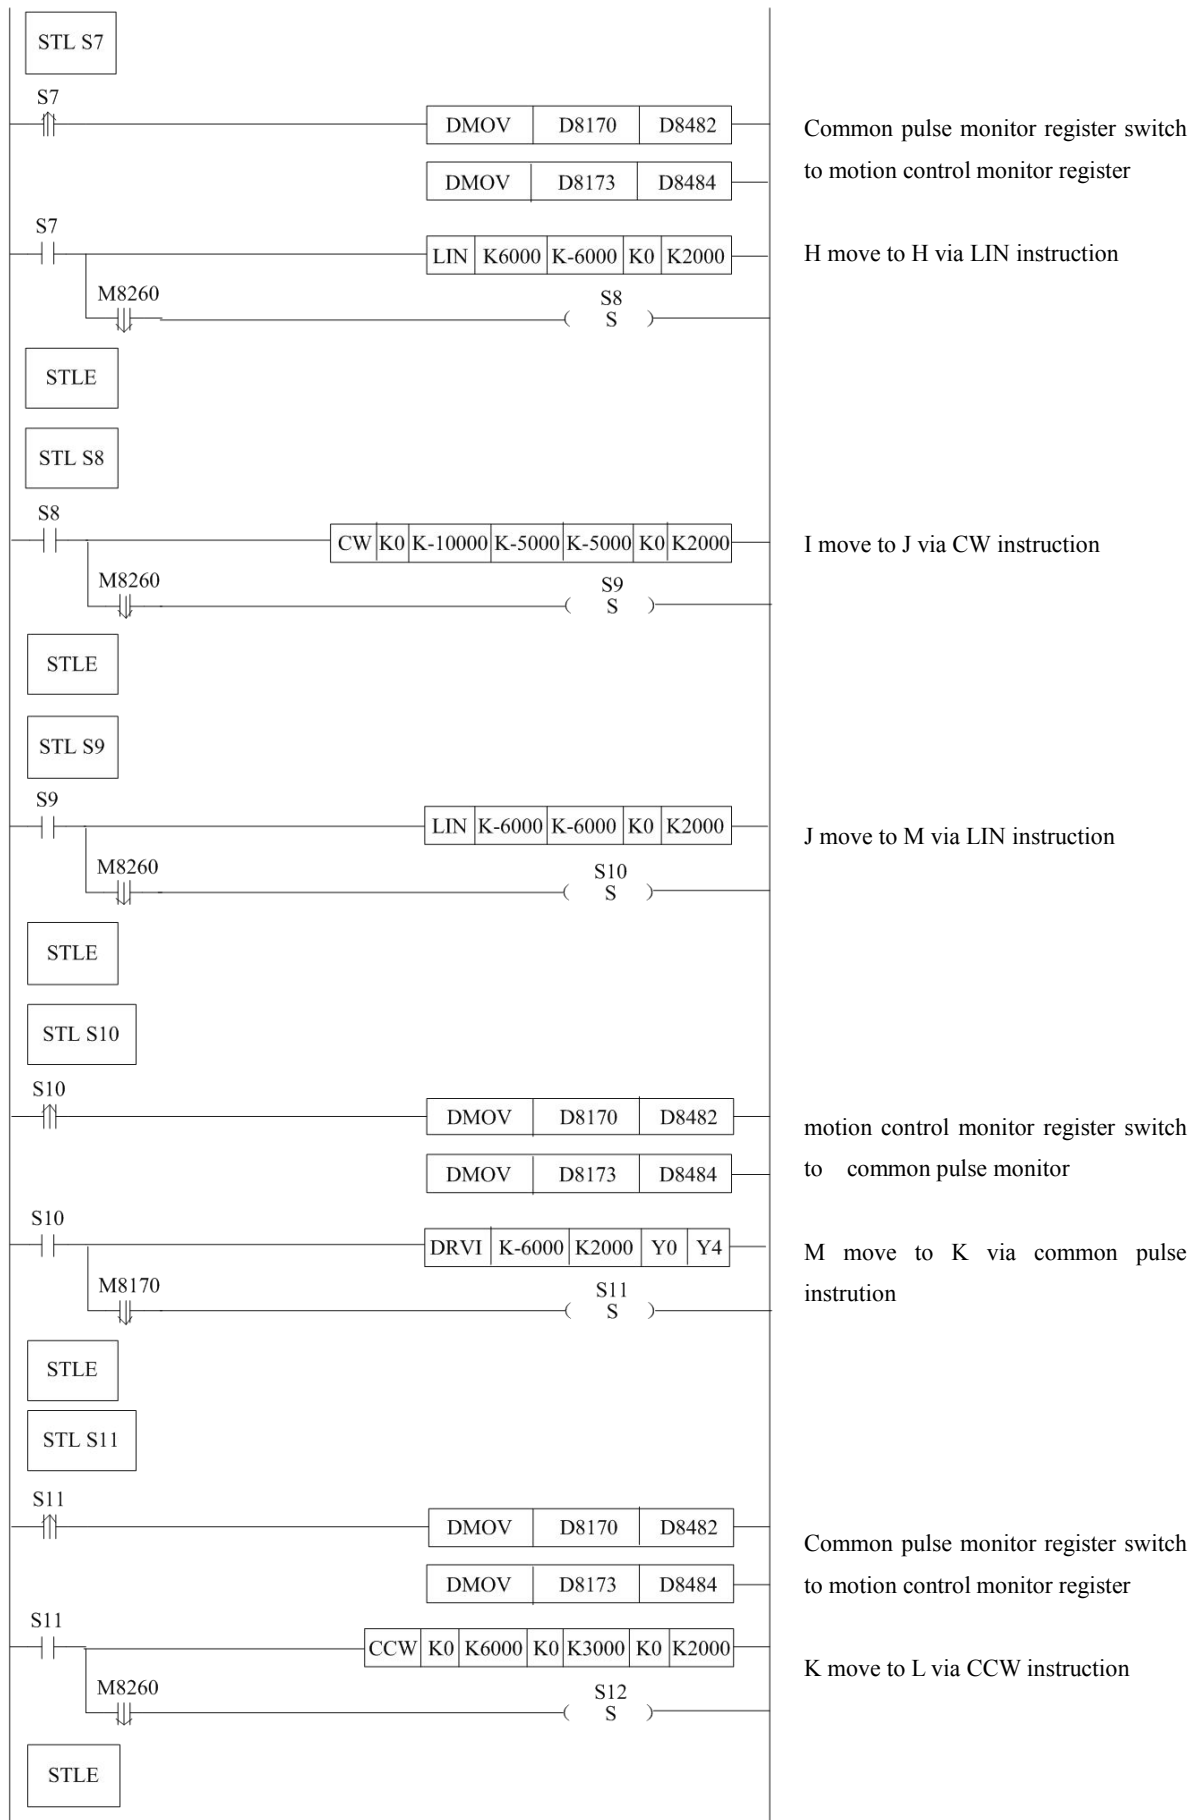 STL S7
S7
DMOV D8170 D8482
Common pulse monitor register switch
DMOV D8173 D8484
to motion control monitor register
S7
LIN K6000 K-6000 K0 K2000
H move to H via LIN instruction
M8260
S8
S
STLE
STL S8
S8
CW K0 K-10000 K-5000 K-5000 K0 K2000
I move to J via CW instruction
M8260
S9
S
STLE
STL S9
S9
LIN K-6000 K-6000 K0 K2000
J move to M via LIN instruction
M8260
S10
S
STLE
STL S10
S10
DMOV D8170 D8482
motion control monitor register switch
DMOV D8173 D8484
to common pulse monitor
S10
DRVI K-6000 K2000 Y0 Y4
M move to K via common pulse
instrution
M8170
S11
S
STLE
STL S11
S11
DMOV D8170 D8482
Common pulse monitor register switch
DMOV D8173 D8484
to motion control monitor register
S11
CCW K0 K6000 K0 K3000 K0 K2000
K move to L via CCW instruction
M8260
S12
S
STLE